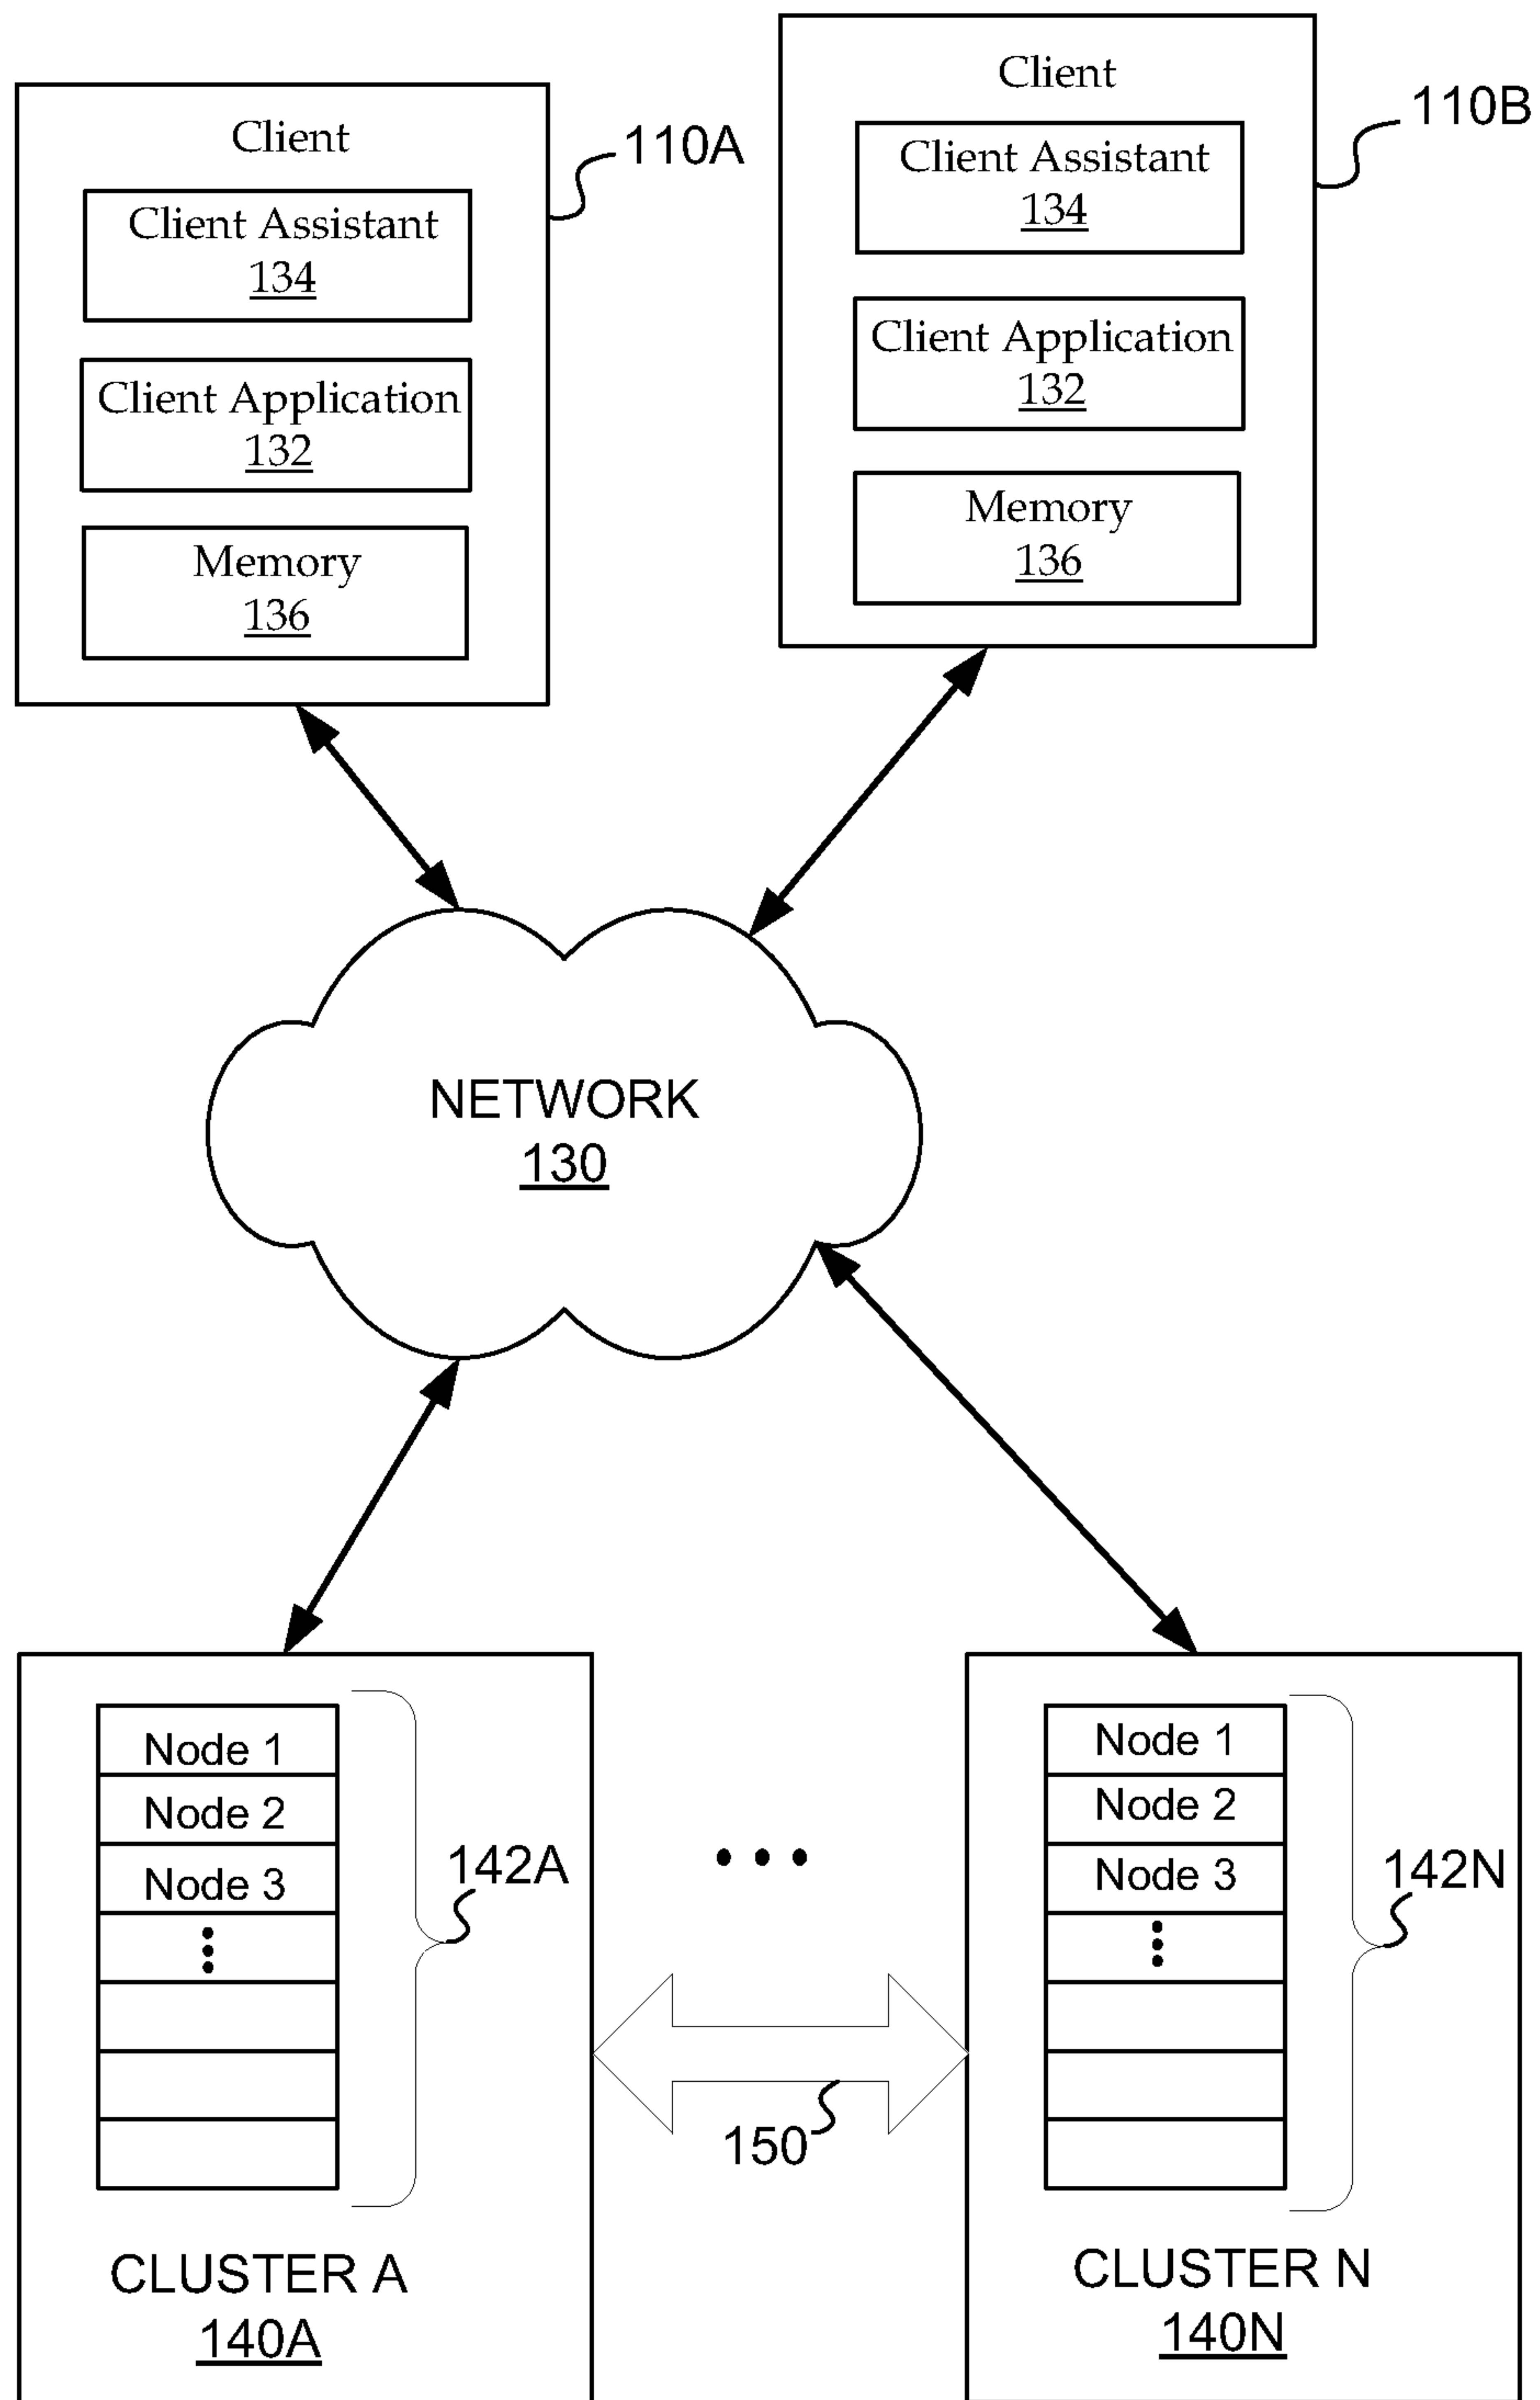 Client
110A
Client Assistant
134
Client Application
132
Memory
136
Client
110B
Client Assistant
134
Client Application
132
Memory
136
NETWORK
130
Node 1
Node 2
Node 3
142A
CLUSTER A
140A
• • •
150
Node 1
Node 2
Node 3
142N
CLUSTER N
140N